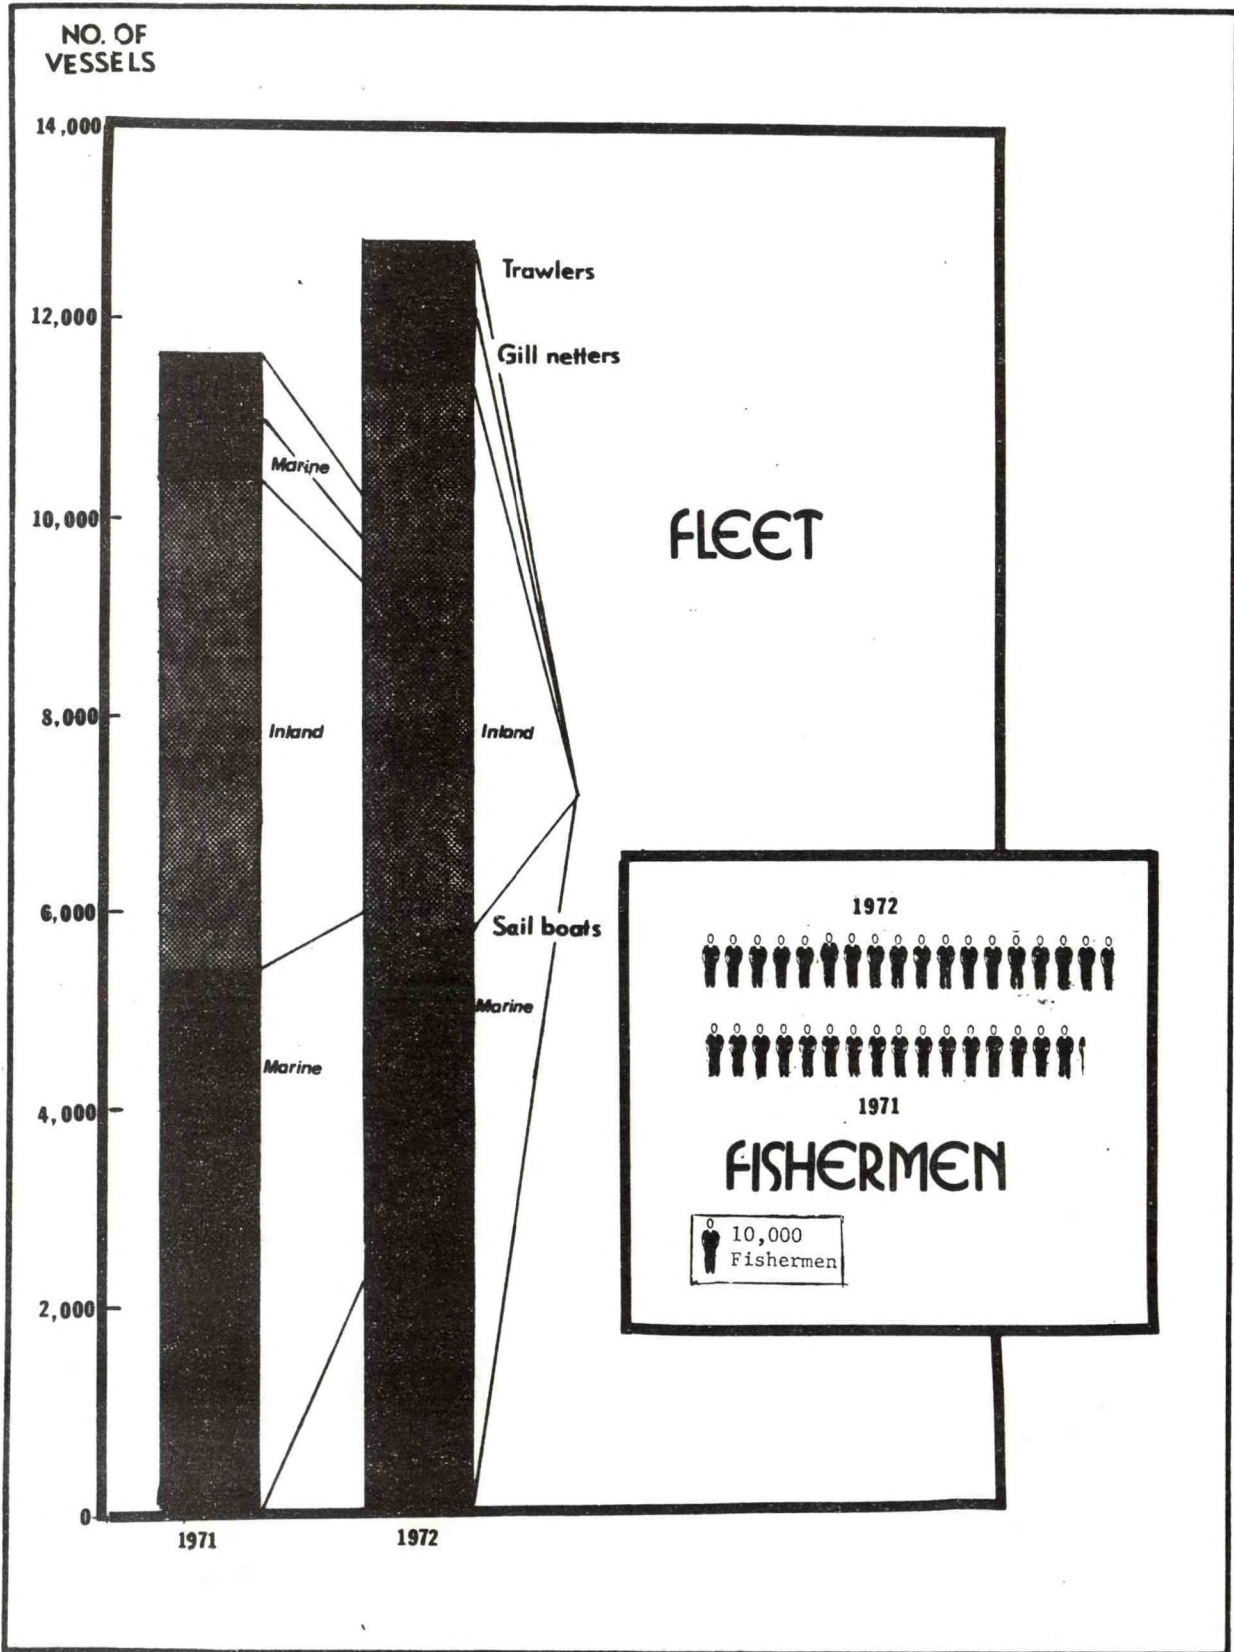 NO. OF
VESSELS
14,000
12,000
10,000
8,000
6,000
4,000
2,000
0
Trawlers
Gill netters
Marine
Inland
Inland
Sail boats
Marine
Marine
1971
1972
FLEET
1972
1971
FISHERMEN
10,000
Fishermen